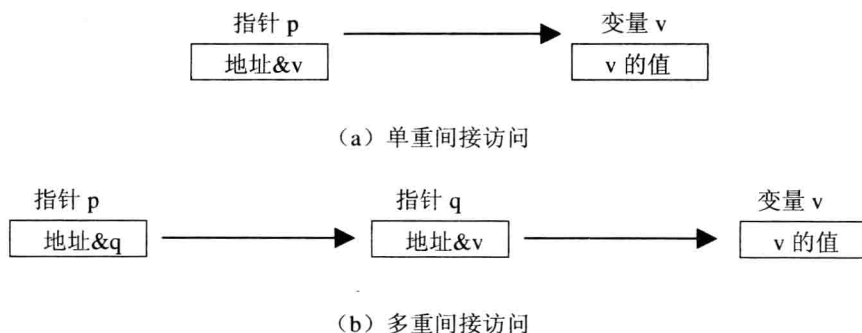 指针 p 变量 v
地址&v v 的值
（a）单重间接访问
指针 p 指针 q 变量 v
地址&q 地址&v v 的值
（b）多重间接访问